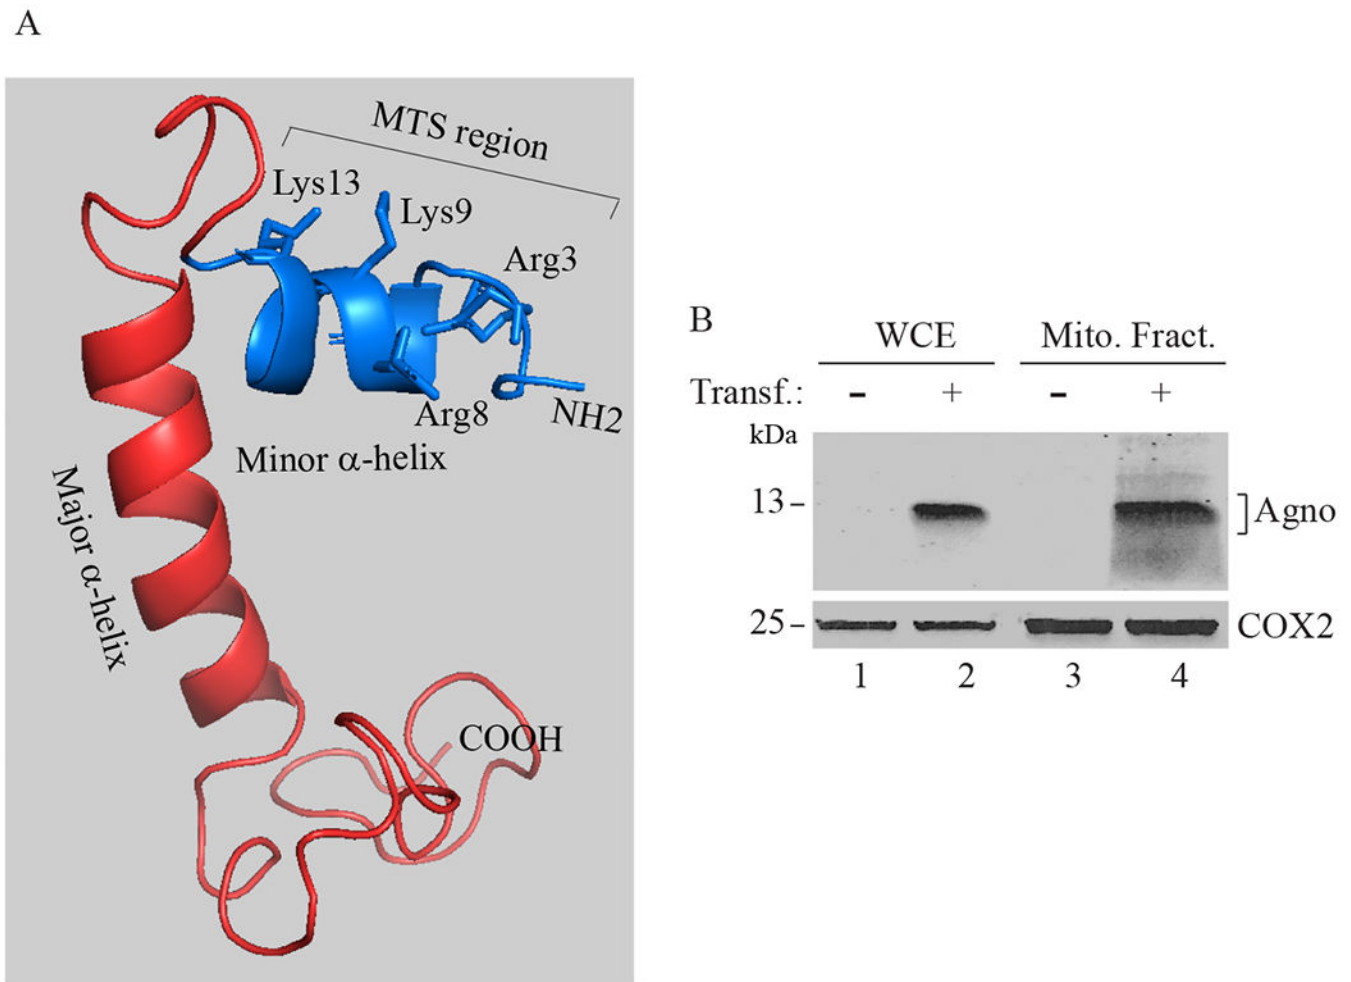 A
MTS region
Lys13
Lys9
Arg3
Arg8
NH2
Minor α-helix
Major α-helix
COOH
B
WCE Mito. Fract.
Transf.: - + - +
kDa
13 –
Agno
25 –
COX2
1 2 3 4